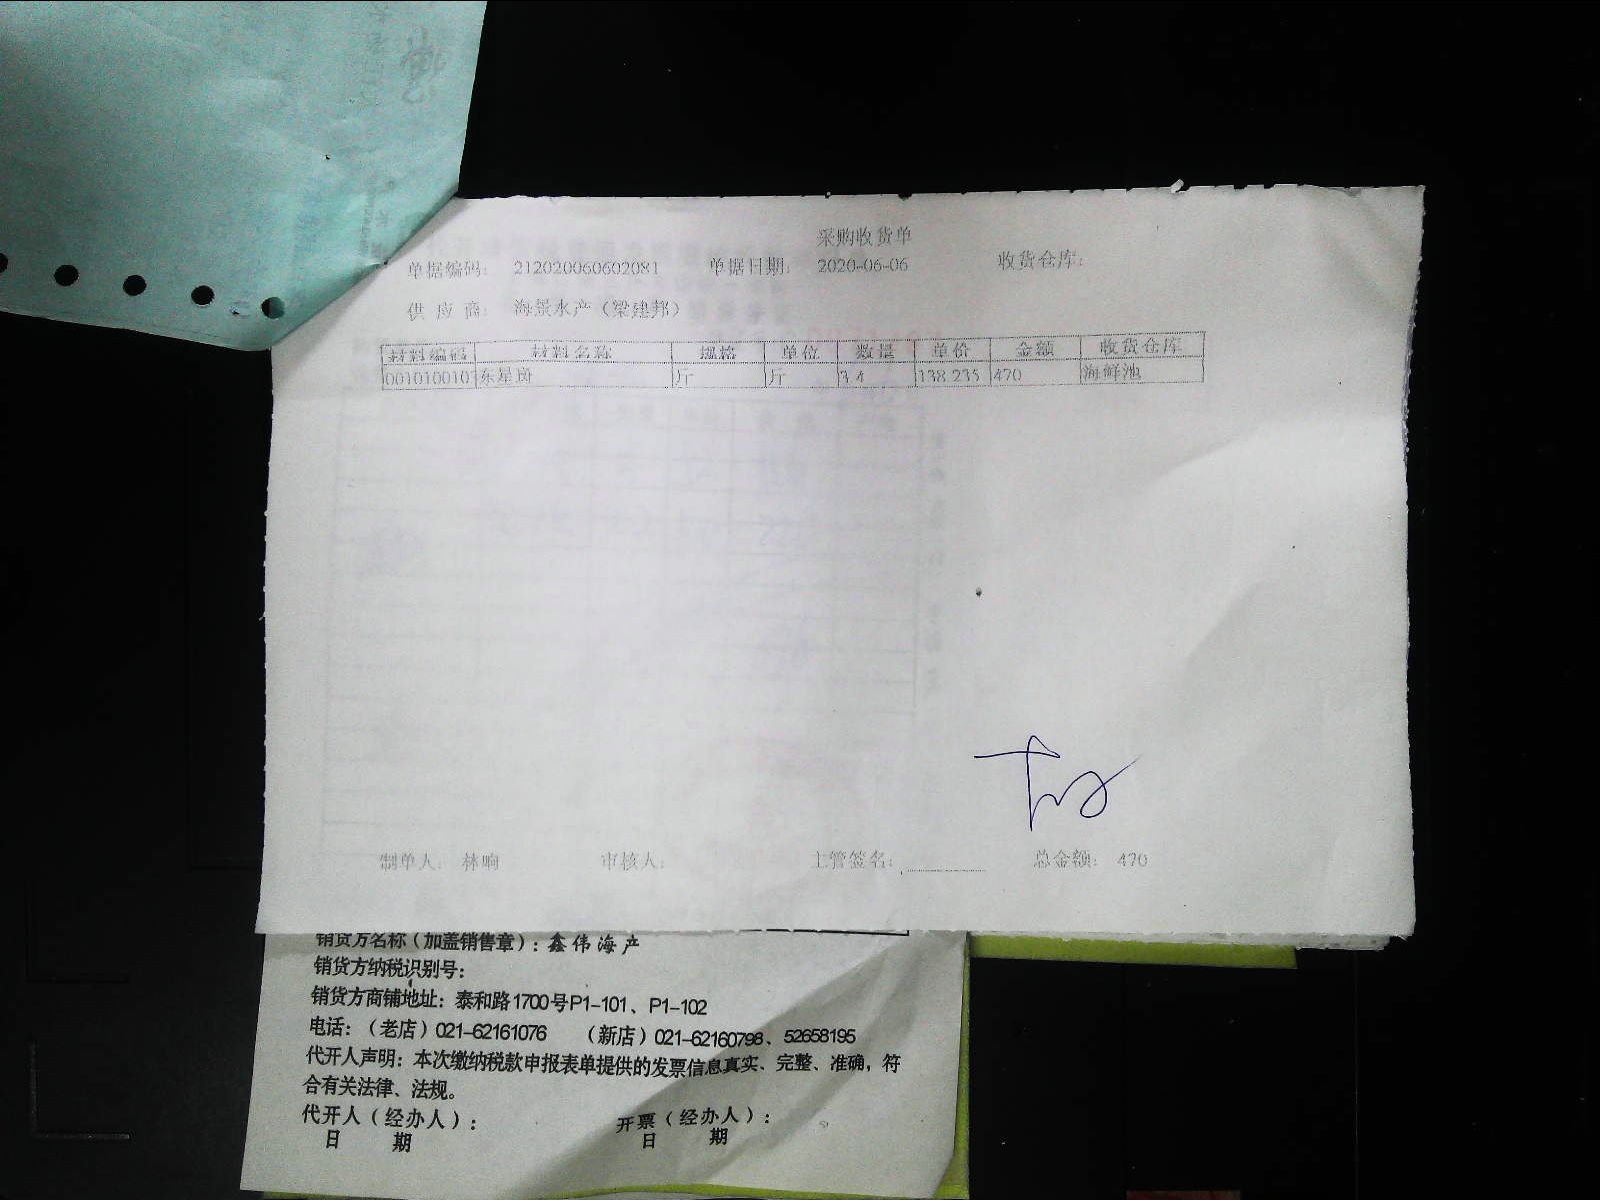 采购收货单
单据编码： 212020060602081 单据日期： 2020-06-06 收货仓库：
供 应 商： 海景水产（梁建邦）
材料编码 材料名称 规格 单位 数量 单价 金额 收货仓库
0010100101 东星斑 斤 斤 3.4 138.235 470 海鲜池
制单人： 林响 审核人： 主管签名： 总金额： 470
销货方名称（加盖销售章）：鑫伟海产
销货方纳税识别号：
销货方商铺地址：泰和路1700号P1-101、P1-102
电话：（老店）021-62161076 （新店）021-62160798、52658195
代开人声明：本次缴纳税款申报表单提供的发票信息真实、完整、准确，符
合有关法律、法规。
代开人（经办人）： 开票（经办人）：
日 期 日 期